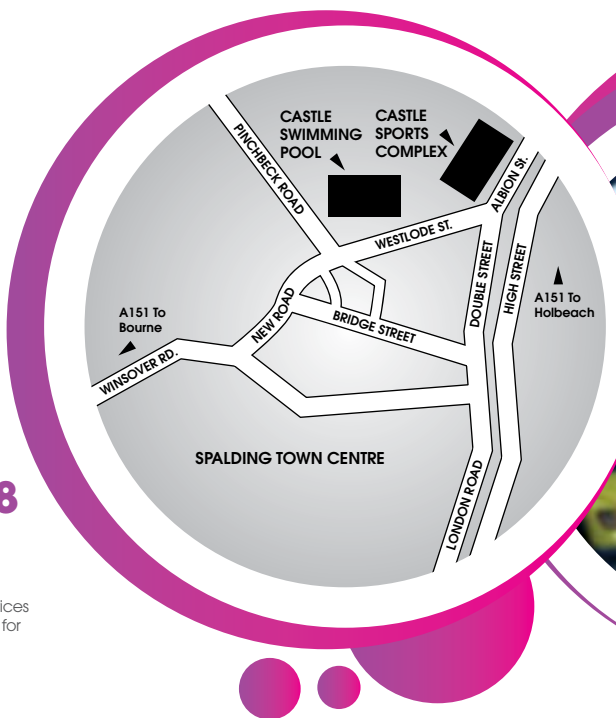 CASTLE
SWIMMING
POOL
CASTLE
SPORTS
COMPLEX
PINCHBECK ROAD
ALBION St.
WESTLODE ST.
DOUBLE STREET
HIGH STREET
A151 To
Holbeach
A151 To
Bourne
NEW ROAD
BRIDGE STREET
WINSOVER RD.
SPALDING TOWN CENTRE
LONDON ROAD
8
ices
for